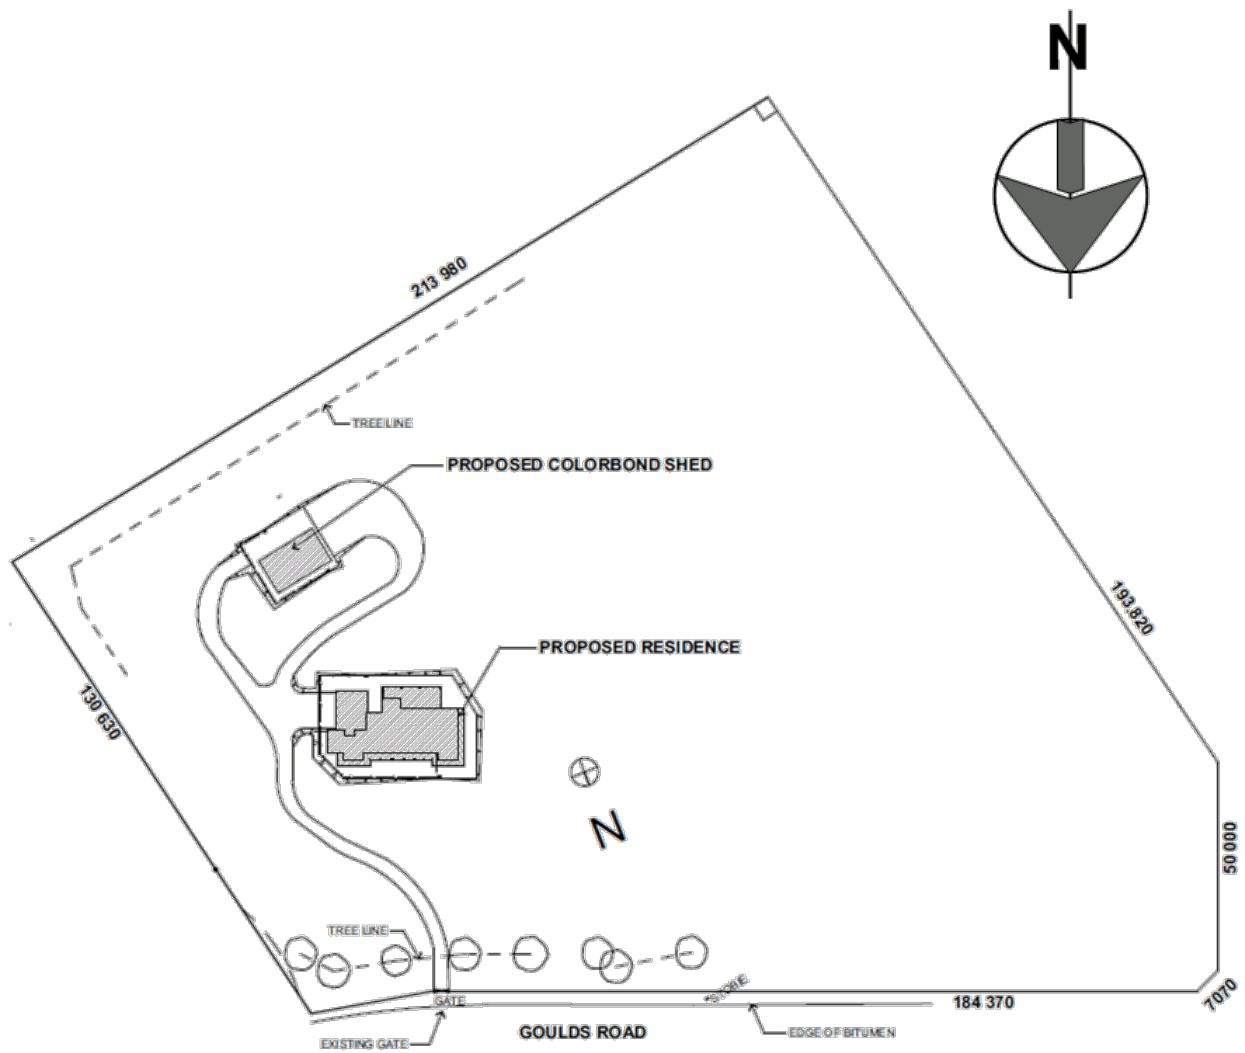 N
213 980
TREE LINE
PROPOSED COLORBOND SHED
193.820
PROPOSED RESIDENCE
130 630
N
50 000
TREE LINE
7070
STOBIE
GATE
184 370
GOULDS ROAD
EDGE OF BITUMEN
EXISTING GATE